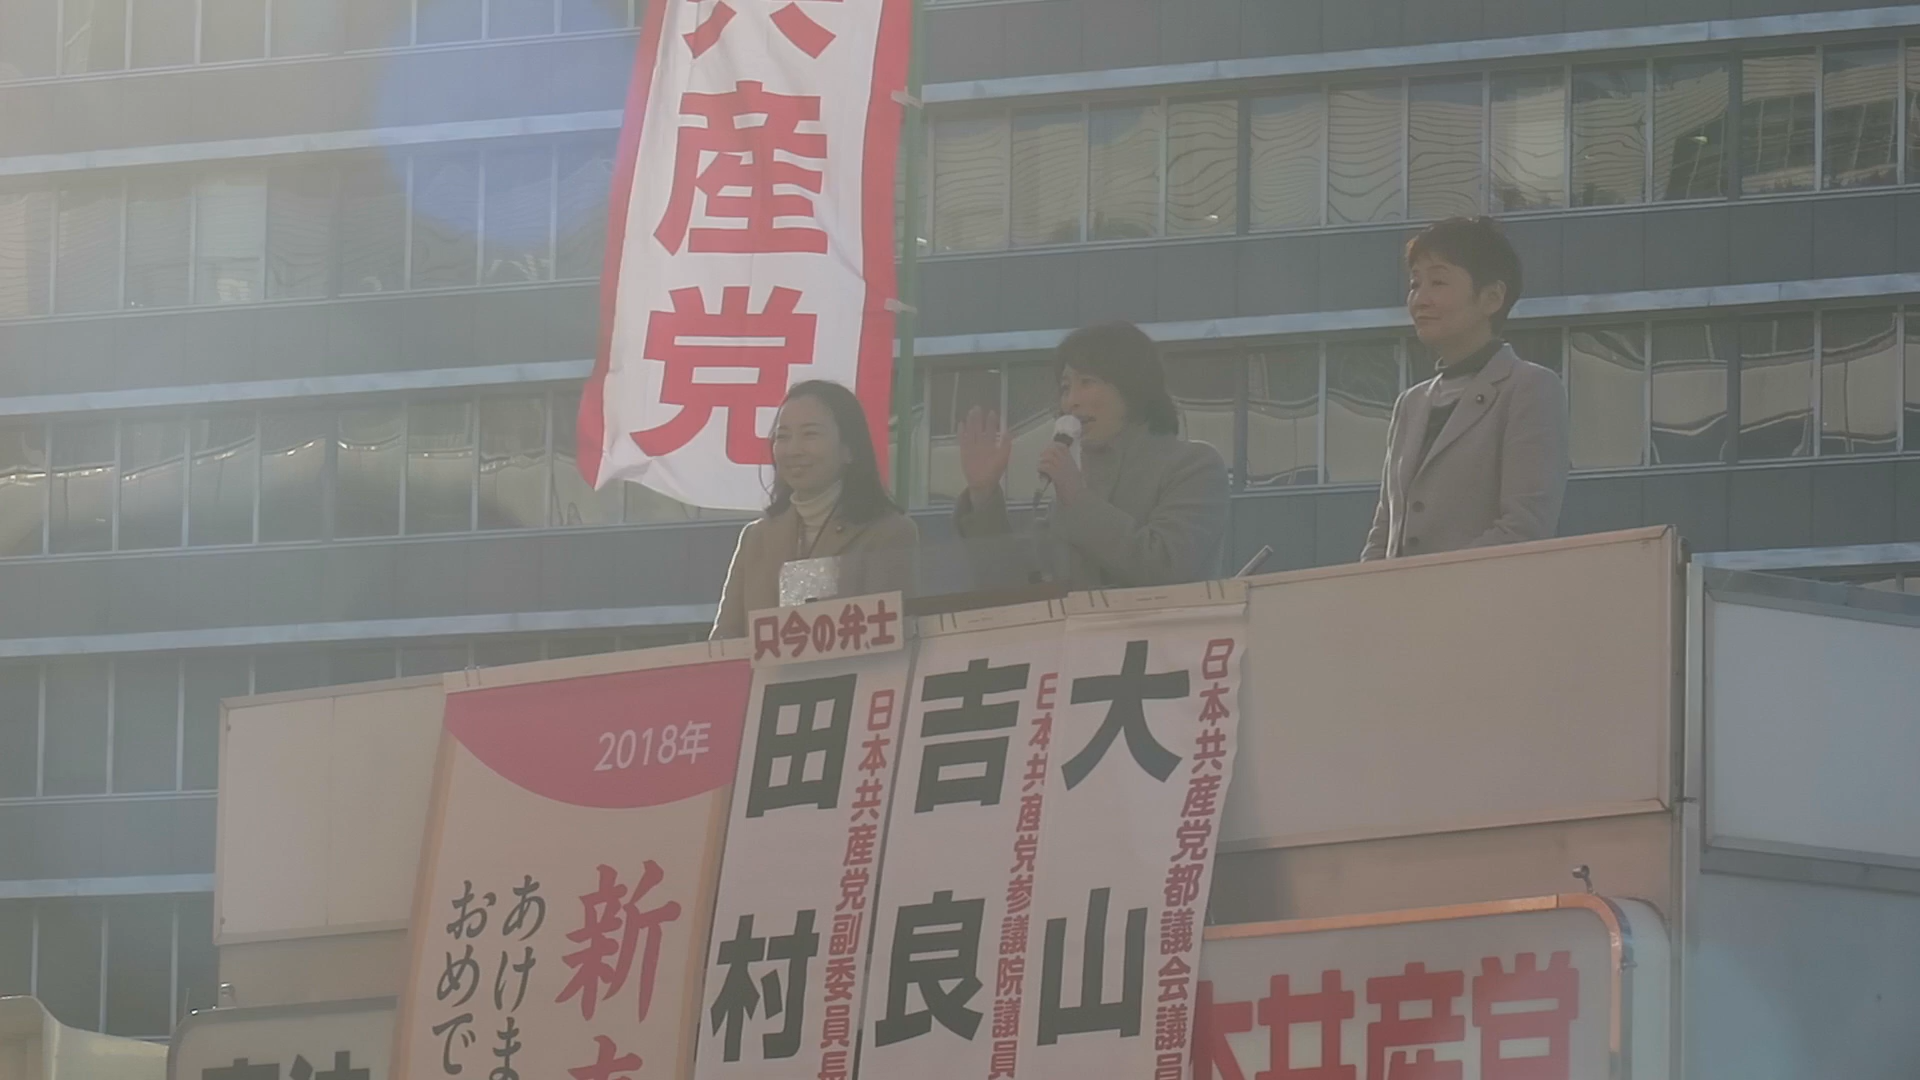 共産党
只今の弁士
日本共産党都議会議員
大山
日本共産党参議院議員
吉良
日本共産党副委員長
田村
2018年
新
あけま
おめで
本共産党